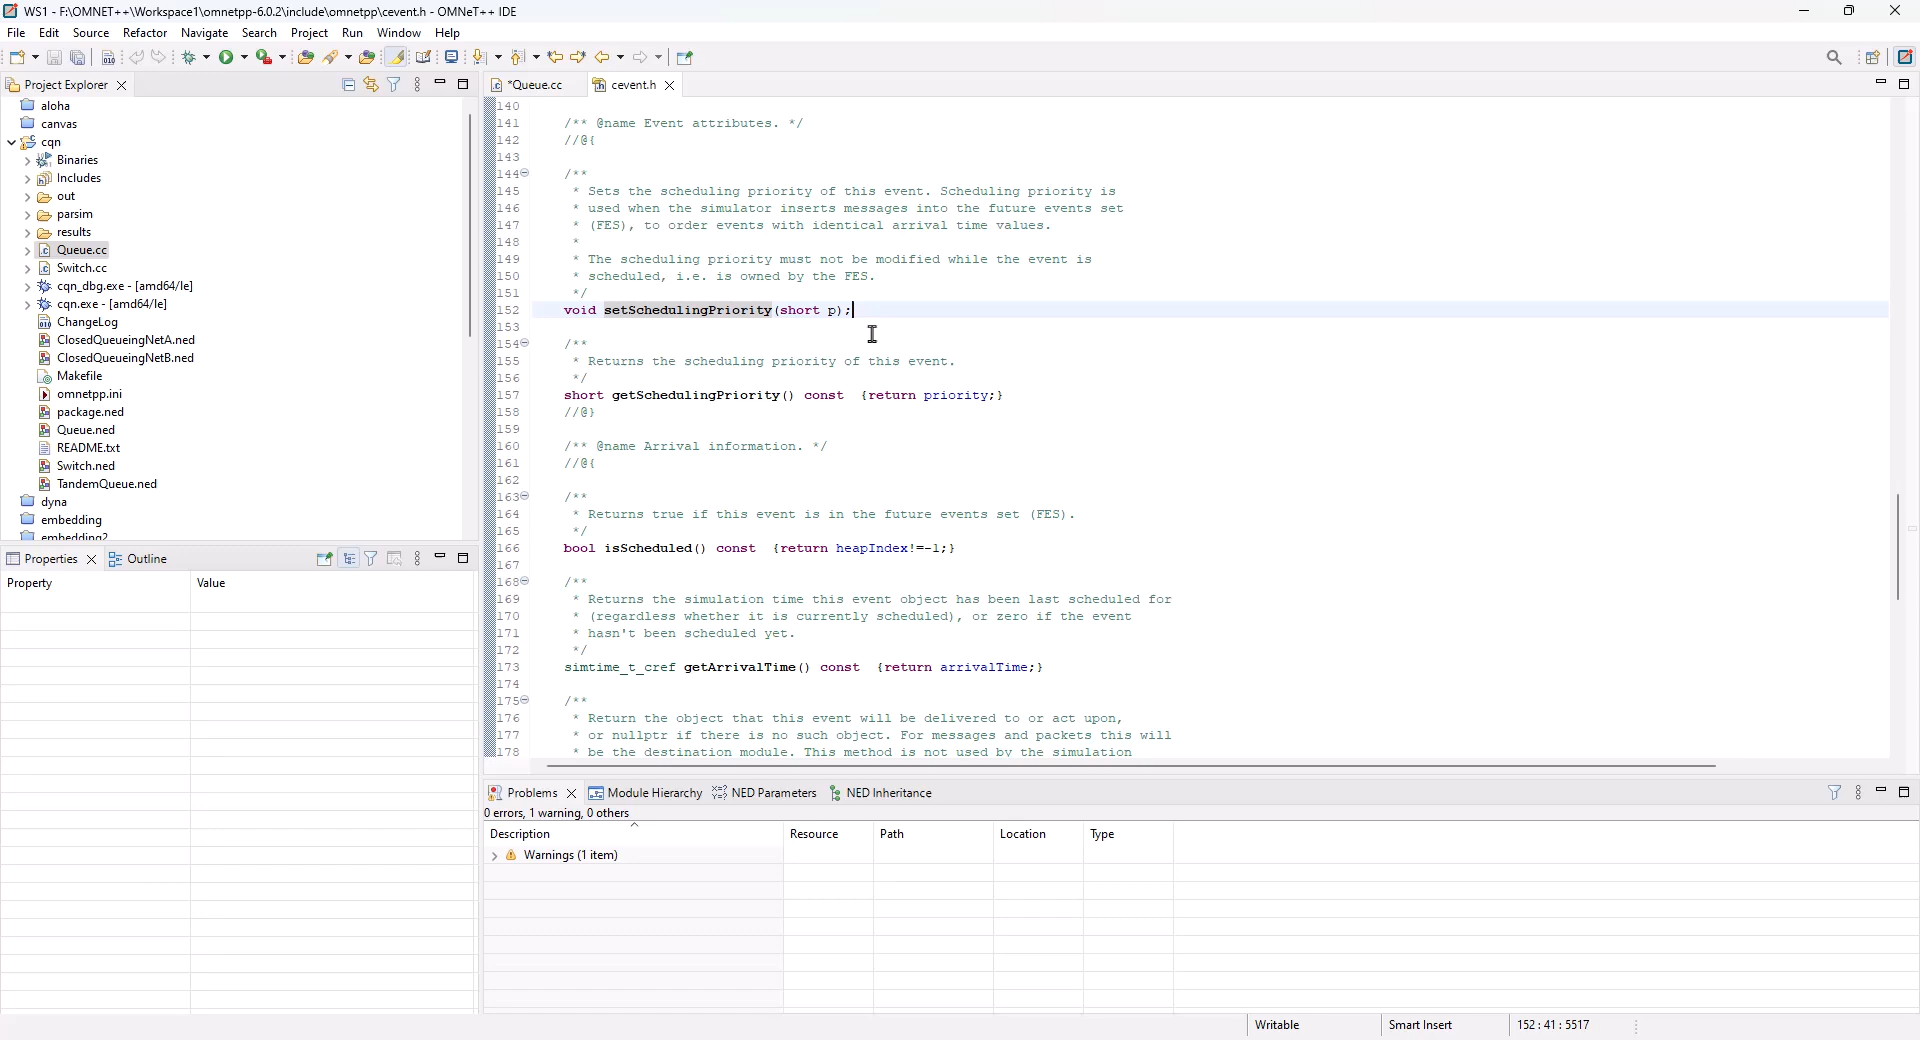 WS1 - F:\OMNET++\Workspace1\omnetpp-6.0.2\include\omnetpp\cevent.h - OMNeT++ IDE
File Edit Source Refactor Navigate Search Project Run Window Help
Project Explorer
aloha
canvas
cqn
Binaries
Includes
out
parsim
results
Queue.cc
Switch.cc
cqn_dbg.exe - [amd64/le]
cqn.exe - [amd64/le]
ChangeLog
ClosedQueueingNetA.ned
ClosedQueueingNetB.ned
Makefile
omnetpp.ini
package.ned
Queue.ned
README.txt
Switch.ned
TandemQueue.ned
dyna
embedding
embedding2
Properties Outline
Property Value
*Queue.cc cevent.h
140
141 /** @name Event attributes. */
142 //@{
143
144 /**
145 * Sets the scheduling priority of this event. Scheduling priority is
146 * used when the simulator inserts messages into the future events set
147 * (FES), to order events with identical arrival time values.
148 *
149 * The scheduling priority must not be modified while the event is
150 * scheduled, i.e. is owned by the FES.
151 */
152 void setSchedulingPriority(short p);
153
154 /**
155 * Returns the scheduling priority of this event.
156 */
157 short getSchedulingPriority() const {return priority;}
158 //@}
159
160 /** @name Arrival information. */
161 //@{
162
163 /**
164 * Returns true if this event is in the future events set (FES).
165 */
166 bool isScheduled() const {return heapIndex!=-1;}
167
168 /**
169 * Returns the simulation time this event object has been last scheduled for
170 * (regardless whether it is currently scheduled), or zero if the event
171 * hasn't been scheduled yet.
172 */
173 simtime_t_cref getArrivalTime() const {return arrivalTime;}
174
175 /**
176 * Return the object that this event will be delivered to or act upon,
177 * or nullptr if there is no such object. For messages and packets this will
178 * be the destination module. This method is not used by the simulation
Problems Module Hierarchy NED Parameters NED Inheritance
0 errors, 1 warning, 0 others
Description Resource Path Location Type
Warnings (1 item)
Writable Smart Insert 152 : 41 : 5517